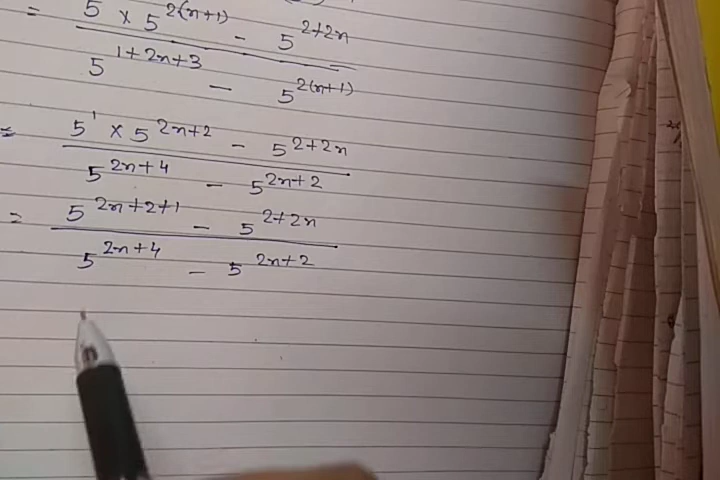 = 5 × 5^{2(n+1)} - 5^{2+2n}
5^{1+2n+3} - 5^{2(n+1)}
= 5^1 × 5^{2n+2} - 5^{2+2n}
5^{2n+4} - 5^{2n+2}
= 5^{2n+2+1} - 5^{2+2n}
5^{2n+4} - 5^{2n+2}